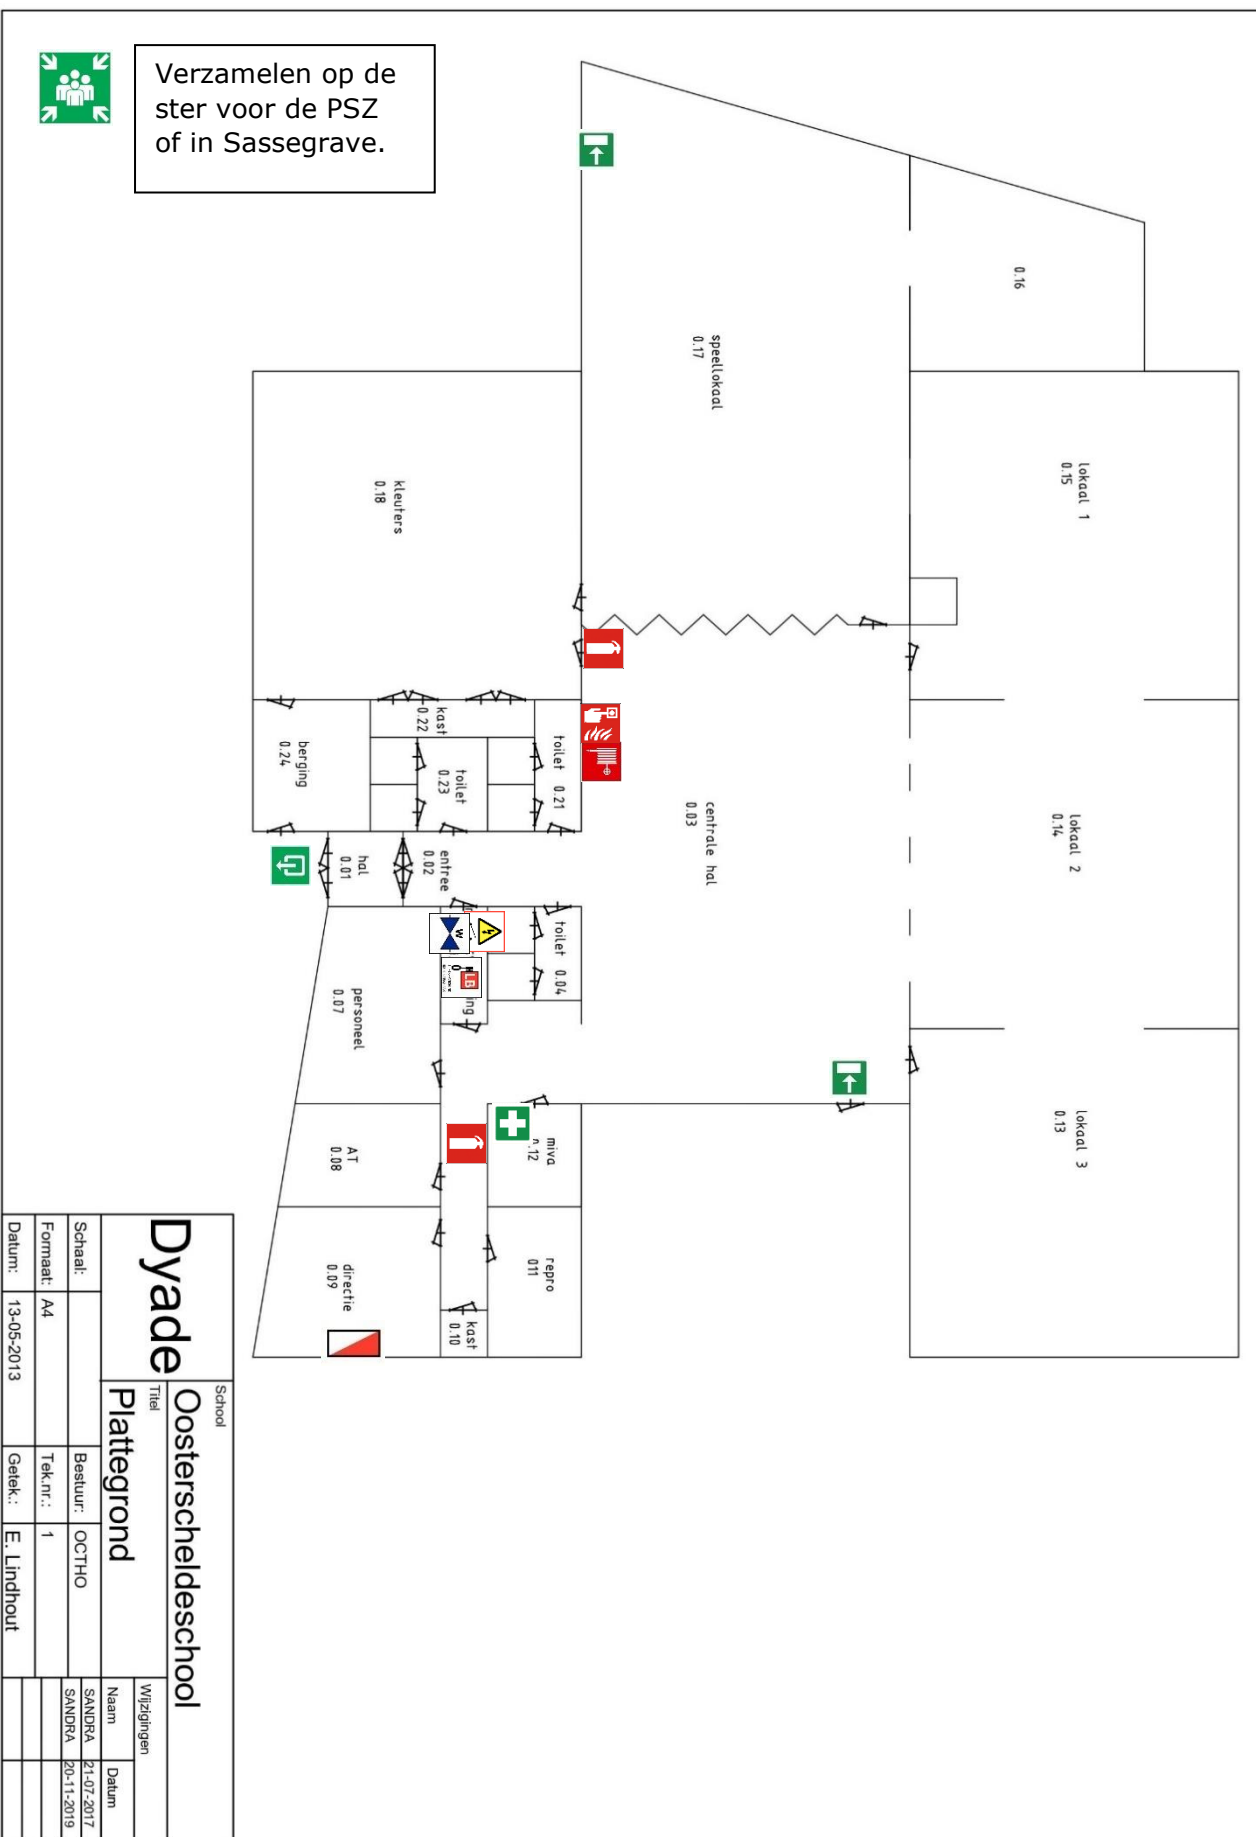 Verzamelen op de
ster voor de PSZ
of in Sassegrave.
0.16
speellokaal
0.17
lokaal 1
0.15
kleuters
0.18
kast
0.22
toilet 0.21
berging
0.24
toilet
0.23
centrale hal
0.03
lokaal 2
0.14
hal
0.01
entree
0.02
toilet 0.04
W
personeel
0.07
ing
lokaal 3
0.13
miva
.12
AT
0.08
repro
011
directie
0.09
kast
0.10
Dyade
School
Oosterscheldeschool
Titel
Plattegrond
Schaal:
Bestuur: OCTHO
Formaat: A4
Tek.nr.: 1
Datum: 13-05-2013
Getek.: E. Lindhout
Wijzigingen
Naam Datum
SANDRA 21-07-2017
SANDRA 20-11-2019